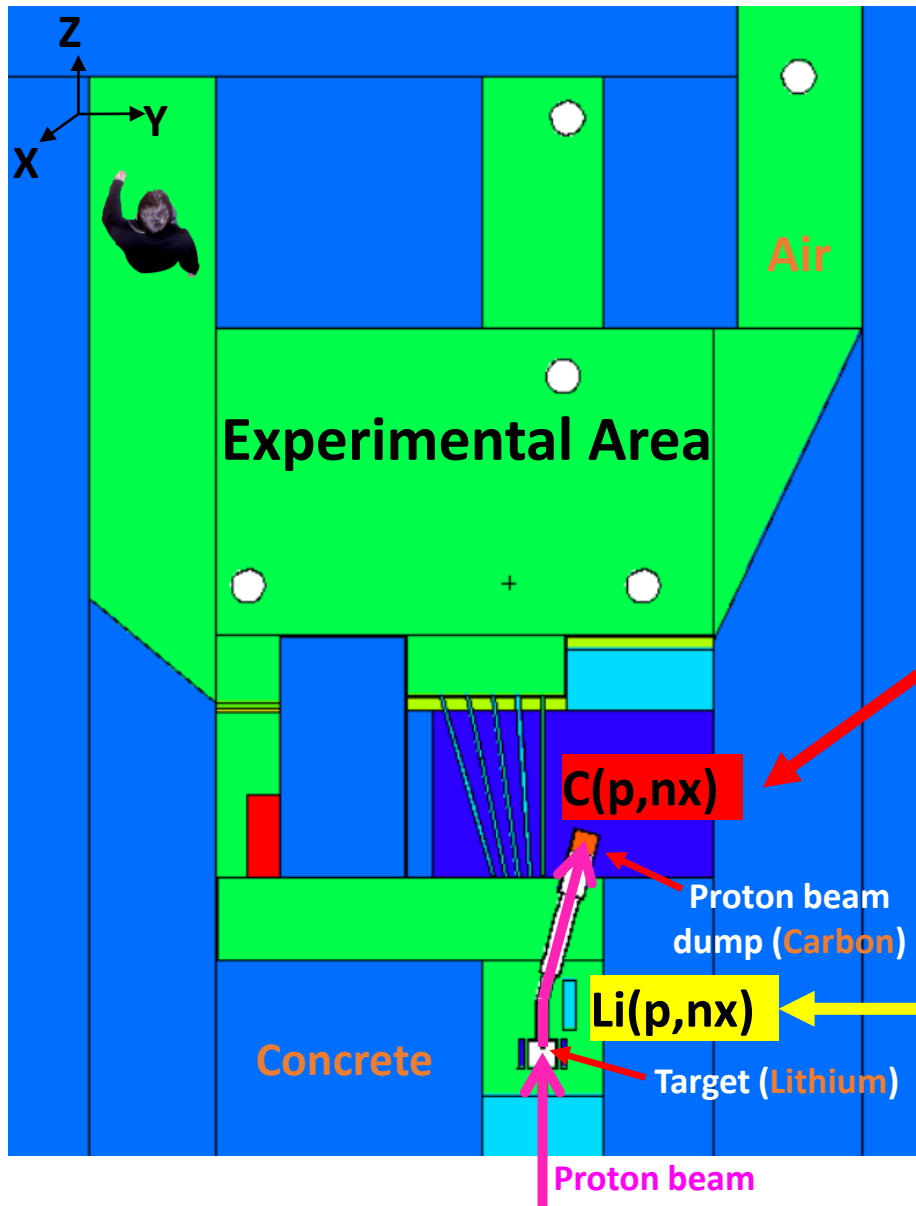 Z
Y
X
Air
Experimental Area
C(p,nx)
Proton beam
dump (Carbon)
Li(p,nx)
Concrete
Target (Lithium)
Proton beam